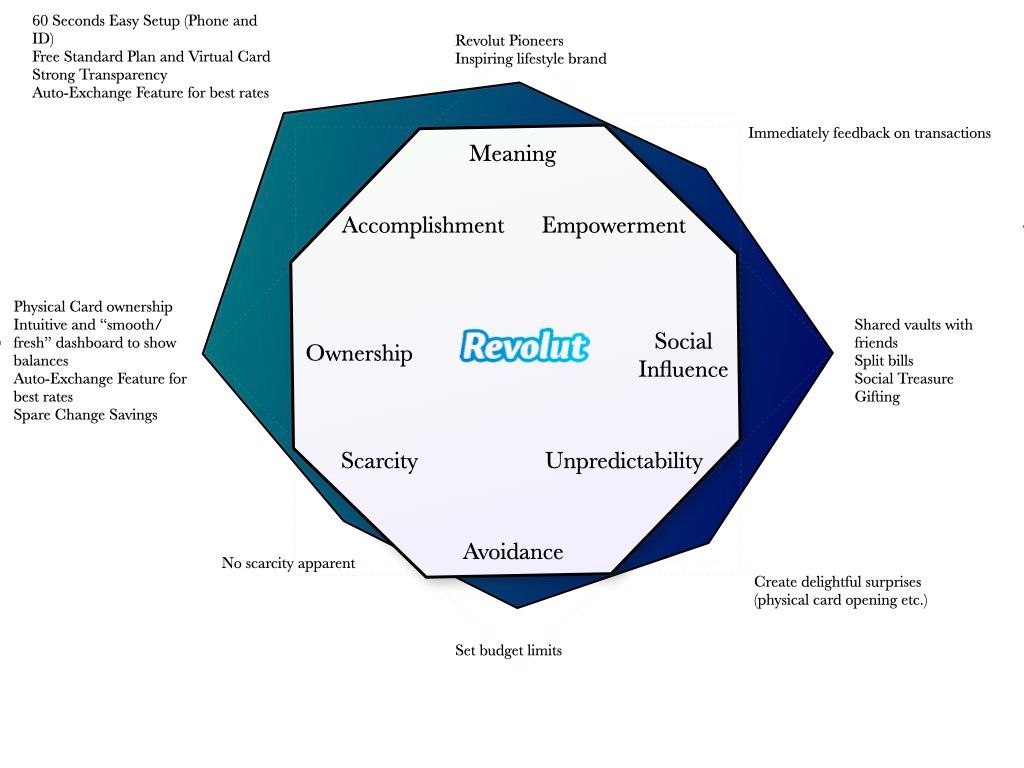 60 Seconds Easy Setup (Phone and
ID)
Free Standard Plan and Virtual Card
Strong Transparency
Auto-Exchange Feature for best rates
Revolut Pioneers
Inspiring lifestyle brand
Immediately feedback on transactions
Meaning
Accomplishment
Empowerment
Physical Card ownership
Intuitive and “smooth/
fresh” dashboard to show
balances
Auto-Exchange Feature for
best rates
Spare Change Savings
Ownership
Revolut
Social
Influence
Shared vaults with
friends
Split bills
Social Treasure
Gifting
Scarcity
Unpredictability
Avoidance
No scarcity apparent
Create delightful surprises
(physical card opening etc.)
Set budget limits